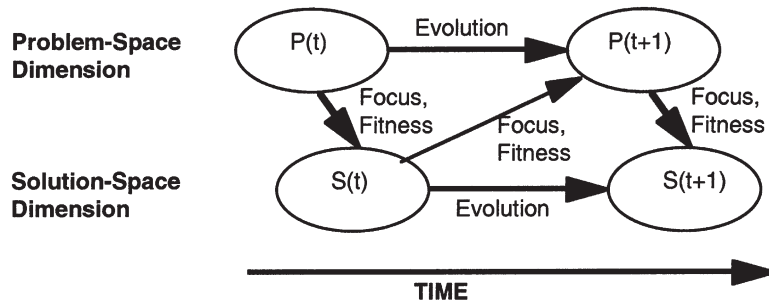 Problem-Space
Dimension
P(t)
Evolution
P(t+1)
Focus,
Fitness
Focus,
Fitness
Focus,
Fitness
Solution-Space
Dimension
S(t)
Evolution
S(t+1)
TIME